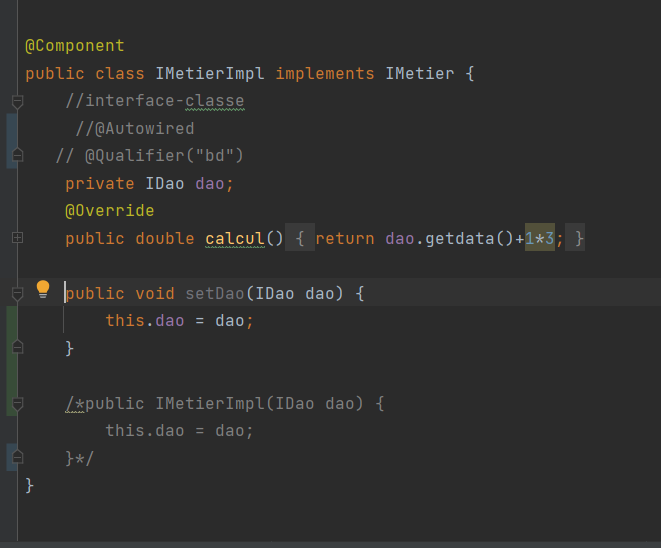 @Component
public class IMetierImpl implements IMetier {
//interface-classe
//@Autowired
// @Qualifier("bd")
private IDao dao;
@Override
public double calcul() { return dao.getdata()+1*3; }
public void setDao(IDao dao) {
this.dao = dao;
}
/*public IMetierImpl(IDao dao) {
this.dao = dao;
}*/
}